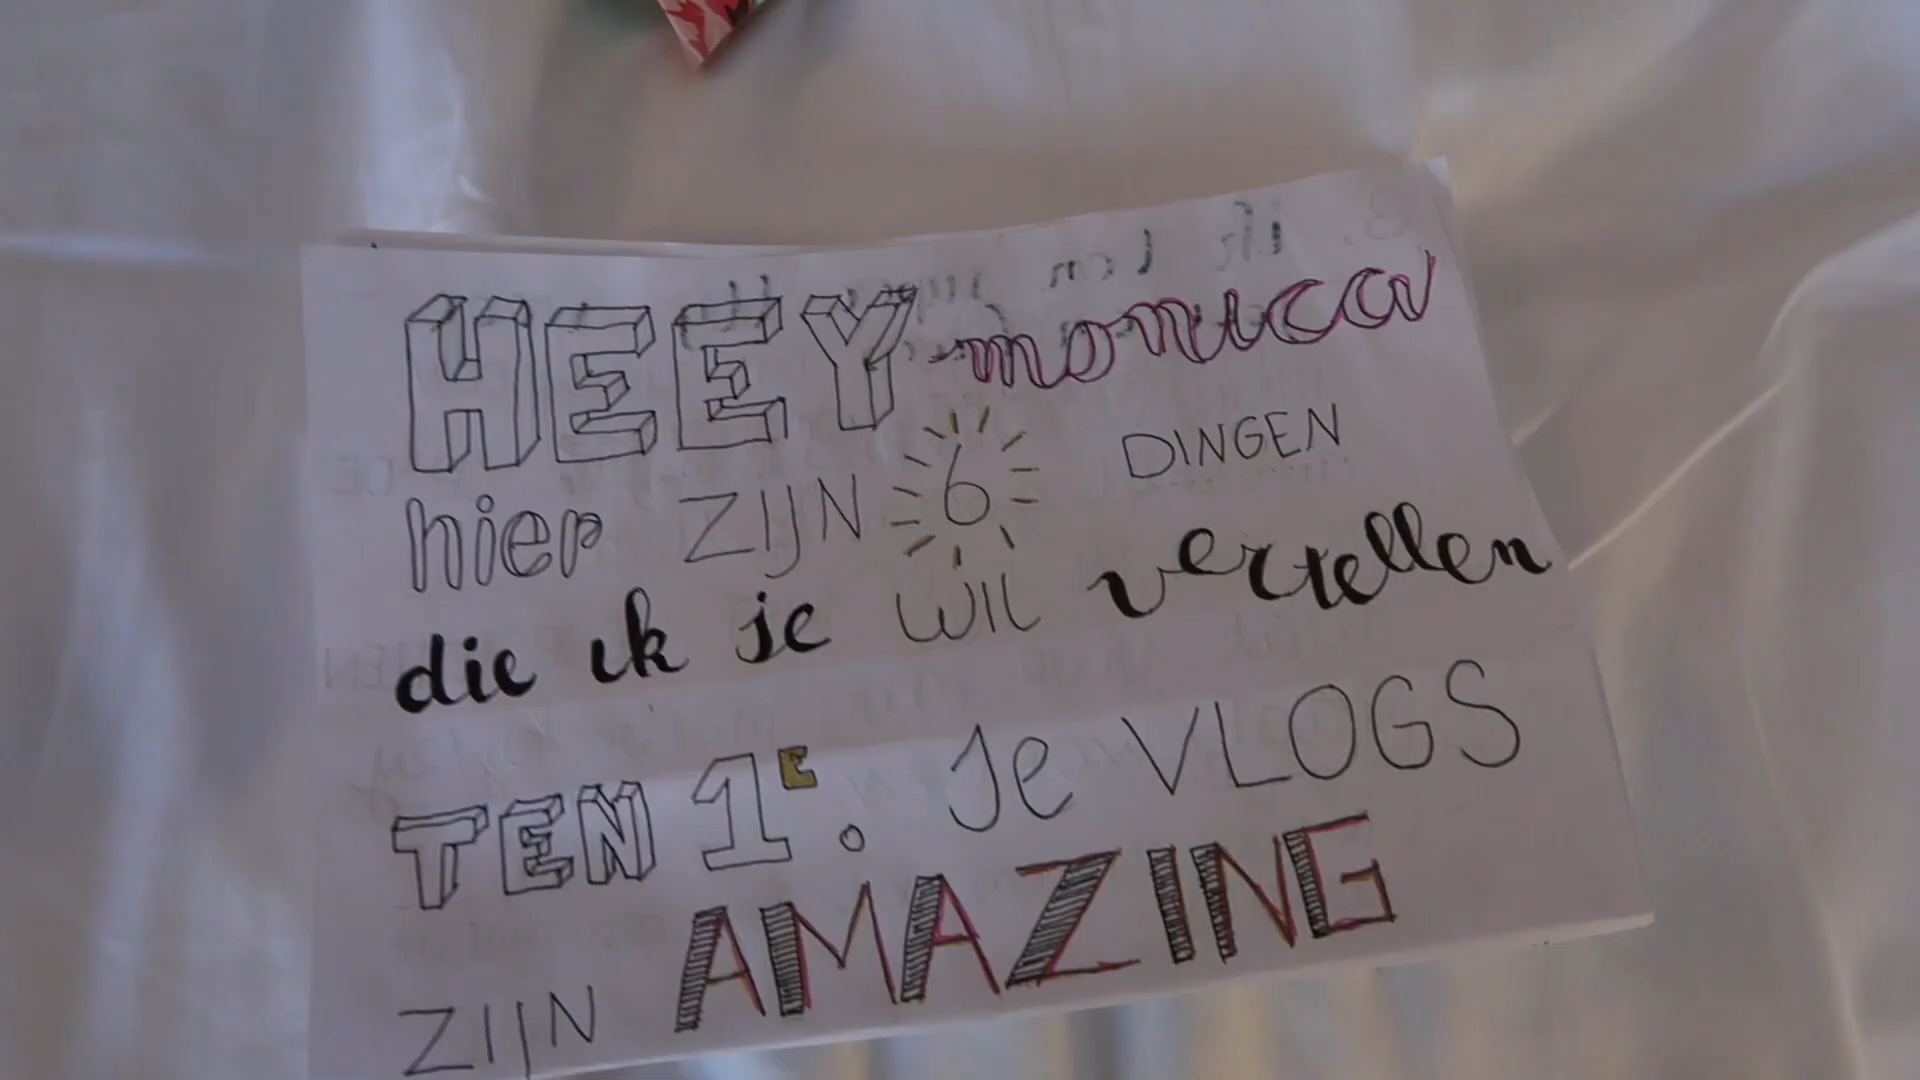 HEEY monica
hier ZIJN 6 DINGEN
die ik je WIL vertellen
TEN 1E. Je VLOGS
ZIJN AMAZING